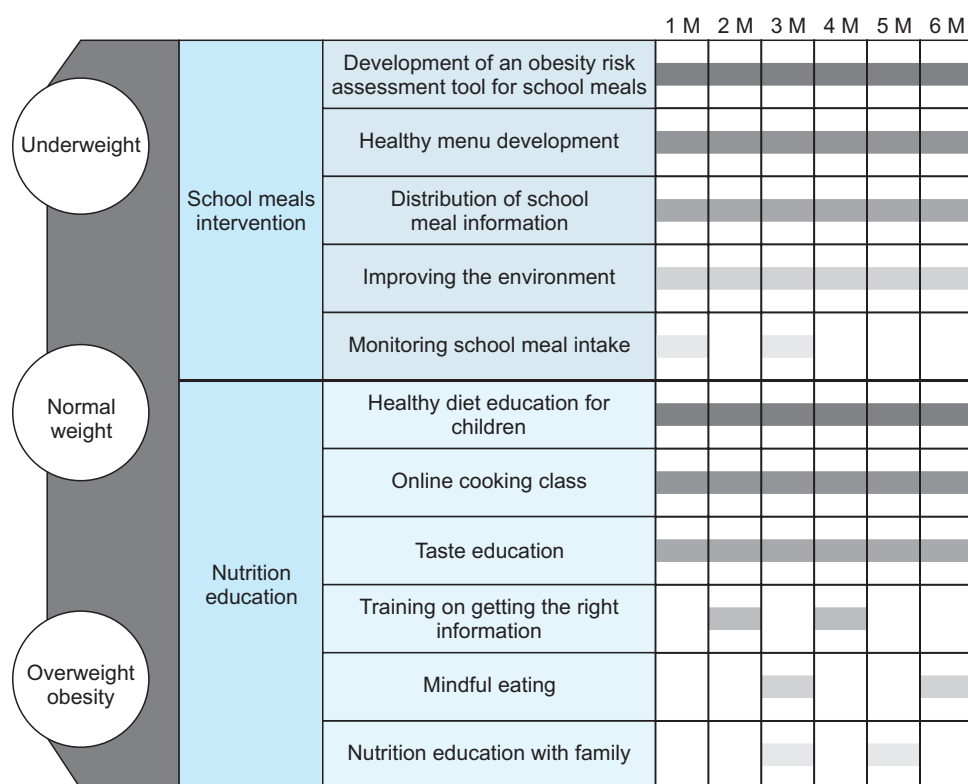 1 M 2 M 3 M 4 M 5 M 6 M
Underweight
Normal
weight
Overweight
obesity
School meals
intervention
Development of an obesity risk
assessment tool for school meals
Healthy menu development
Distribution of school
meal information
Improving the environment
Monitoring school meal intake
Nutrition
education
Healthy diet education for
children
Online cooking class
Taste education
Training on getting the right
information
Mindful eating
Nutrition education with family